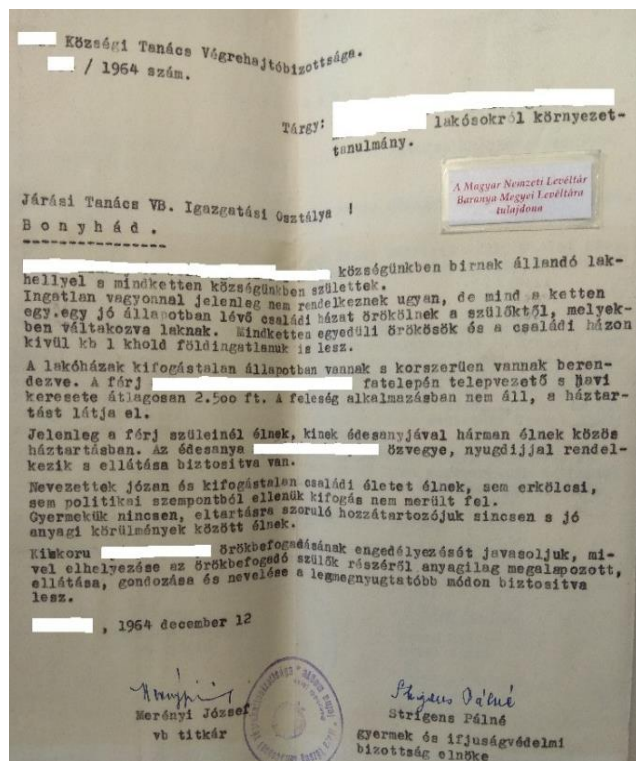 Községi Tanács Végrehajtóbizottsága.
/ 1964 szám.
Tárgy:
lakósokról környezet-
tanulmány.
A Magyar Nemzeti Levéltár
Baranya Megyei Levéltára
tulajdona
Járási Tanács VB. Igazgatási Osztálya !
B o n y h á d .
----------------
községünkben birnak állandó lak-
hellyel s mindketten községünkben születtek.
Ingatlan vagyonnal jelenleg nem rendelkeznek ugyan, de mind a ketten
egy.egy jó állapotban lévő családi házat örökölnek a szülőktől, melyek-
ben váltakozva laknak. Mindketten egyedüli örökösök és a családi házon
kivül kb 1 khold földingatlanuk is lesz.
A lakóházak kifogástalan állapotban vannak s korszerüen vannak beren-
dezve. A férj
fatelepén telepvezető s havi
keresete átlagosan 2.5oo ft. A feleség alkalmazásban nem áll, a háztar-
tást látja el.
Jelenleg a férj szüleinél élnek, kinek édesanyjával hárman élnek közös
háztartásban. Az édesanya
özvegye, nyugdijjal rendel-
kezik s ellátása biztositva van.
Nevezettek józan és kifogástalan családi életet élnek, sem erkölcsi,
sem politikai szempontból ellenük kifogás nem merült fel.
Gyermekük nincsen, eltartásra szoruló hozzátartozójuk sincsen s jó
anyagi körülmények között élnek.
Kiskoru
örökbefogadásának engedélyezését javasoljuk, mi-
vel elhelyezése az örökbefogadó szülők részéről anyagilag megalapozott,
ellátása, gondozása és nevelése a legmegnyugtatóbb módon biztositva
lesz.
, 1964 december 12
Strigens Pálné
Merényi József
vb titkár
Strigens Pálné
gyermek és ifjuságvédelmi
bizottság elnöke